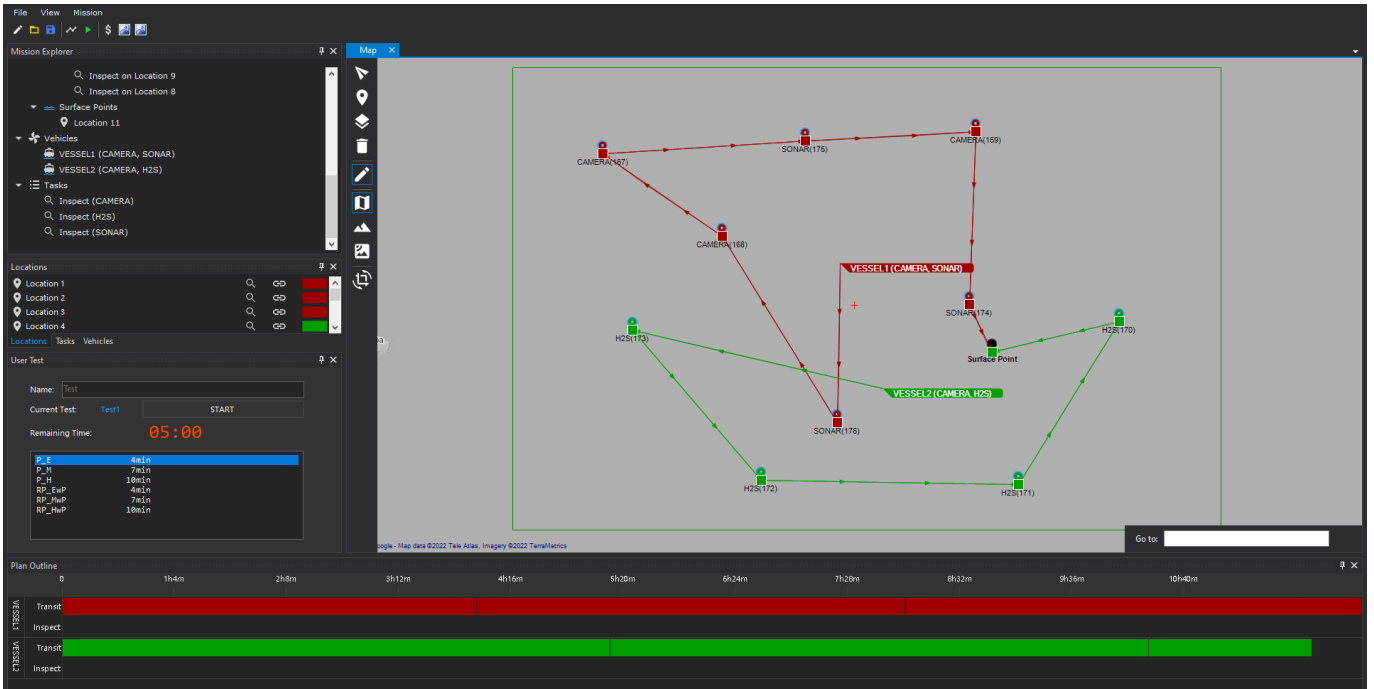 File View Mission
$
Mission Explorer
Inspect on Location 9
Inspect on Location 8
Surface Points
Location 11
Vehicles
VESSEL1 (CAMERA, SONAR)
VESSEL2 (CAMERA, H2S)
Tasks
Inspect (CAMERA)
Inspect (H2S)
Inspect (SONAR)
Locations
Location 1
Location 2
Location 3
Location 4
Locations Tasks Vehicles
User Test
Name: Test
Current Test: Test1 START
Remaining Time: 05:00
P_E 4min
P_M 7min
P_H 10min
RP_EwP 4min
RP_MwP 7min
RP_HwP 10min
Map
CAMERA(167)
SONAR(175)
CAMERA(169)
CAMERA(168)
VESSEL1 (CAMERA, SONAR)
SONAR(174)
H2S(173)
H2S(170)
Surface Point
VESSEL2 (CAMERA, H2S)
SONAR(176)
H2S(172)
H2S(171)
oogle - Map data ©2022 Tele Atlas, Imagery ©2022 TerraMetrics
Go to:
Plan Outline
0 1h4m 2h8m 3h12m 4h16m 5h20m 6h24m 7h28m 8h32m 9h36m 10h40m
VESSEL1
Transit
Inspect
VESSEL2
Transit
Inspect